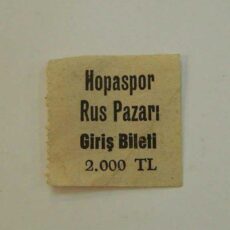 Hopaspor
Rus Pazarı
Giriş Bileti
2.000 TL